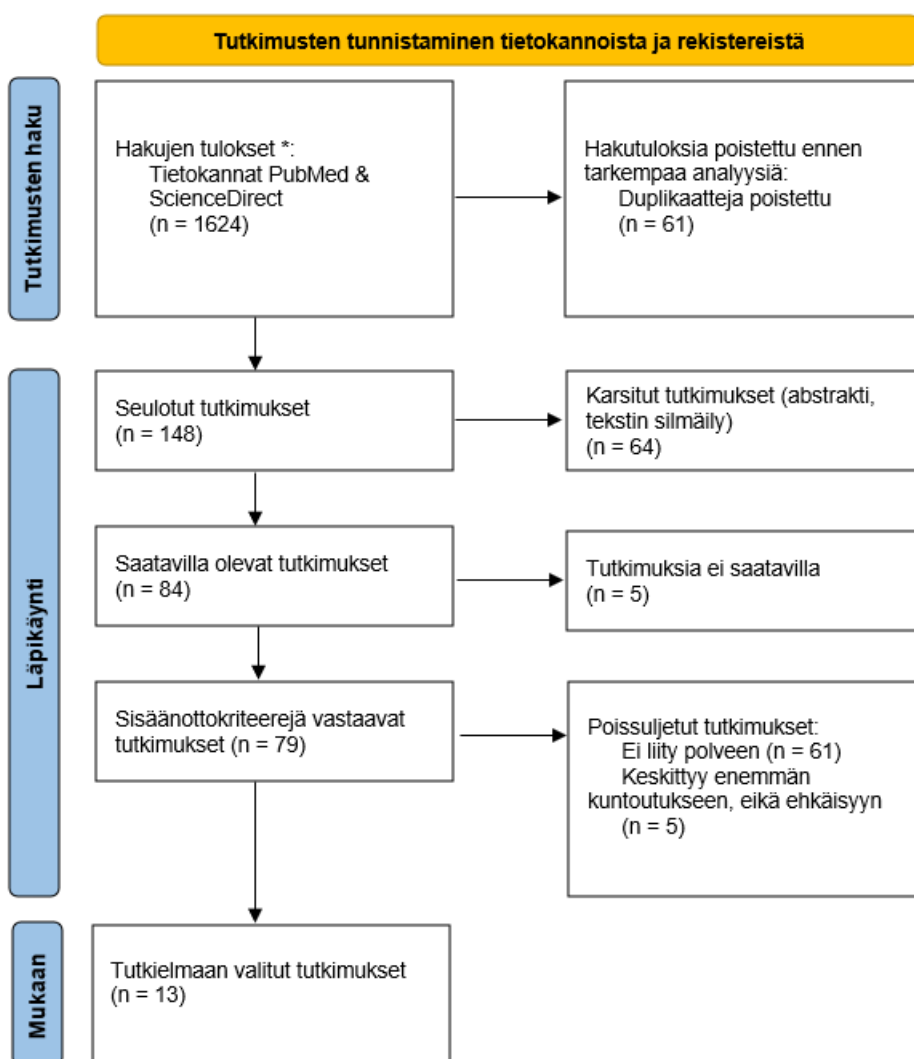 Tutkimusten tunnistaminen tietokannoista ja rekistereistä
Tutkimusten haku
Hakujen tulokset *:
Tietokannat PubMed &
ScienceDirect
(n = 1624)
Hakutuloksia poistettu ennen
tarkempaa analyysiä:
Duplikaatteja poistettu
(n = 61)
Läpikäynti
Seulotut tutkimukset
(n = 148)
Karsitut tutkimukset (abstrakti,
tekstin silmäily)
(n = 64)
Saatavilla olevat tutkimukset
(n = 84)
Tutkimuksia ei saatavilla
(n = 5)
Sisäänottokriteerejä vastaavat
tutkimukset (n = 79)
Poissuljetut tutkimukset:
Ei liity polveen (n = 61)
Keskittyy enemmän
kuntoutukseen, eikä ehkäisyyn
(n = 5)
Mukaan
Tutkielmaan valitut tutkimukset
(n = 13)